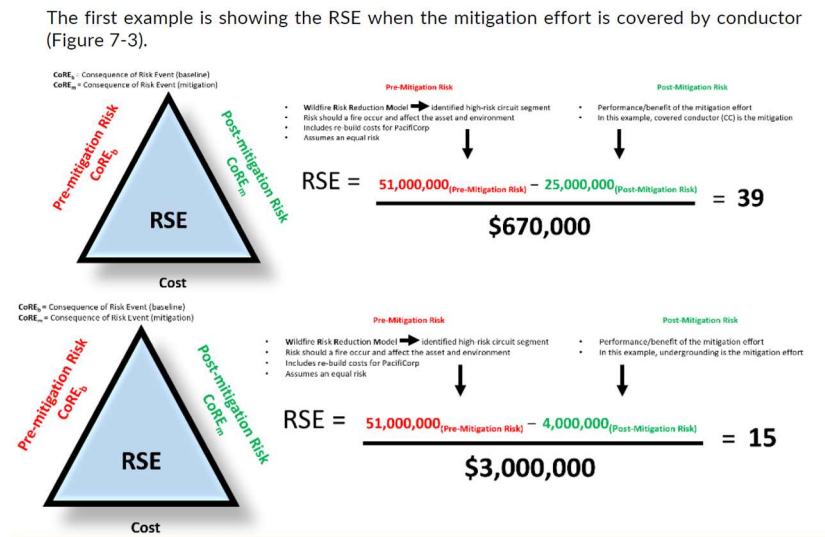 The first example is showing the RSE when the mitigation effort is covered by conductor
(Figure 7-3).
CoREb = Consequence of Risk Event (baseline)
CoREm = Consequence of Risk Event (mitigation)
Pre-mitigation Risk
CoREb
Post-mitigation Risk
CoREm
RSE
Cost
Pre-Mitigation Risk
• Wildfire Risk Reduction Model ➔ identified high-risk circuit segment
• Risk should a fire occur and affect the asset and environment
• Includes re-build costs for PacifiCorp
• Assumes an equal risk
Post-Mitigation Risk
• Performance/benefit of the mitigation effort
• In this example, covered conductor (CC) is the mitigation
RSE = 51,000,000(Pre-Mitigation Risk) – 25,000,000(Post-Mitigation Risk)
$670,000
= 39
CoREb = Consequence of Risk Event (baseline)
CoREm = Consequence of Risk Event (mitigation)
Pre-mitigation Risk
CoREb
Post-mitigation Risk
CoREm
RSE
Cost
Pre-Mitigation Risk
• Wildfire Risk Reduction Model ➔ identified high-risk circuit segment
• Risk should a fire occur and affect the asset and environment
• Includes re-build costs for PacifiCorp
• Assumes an equal risk
Post-Mitigation Risk
• Performance/benefit of the mitigation effort
• In this example, undergrounding is the mitigation effort
RSE = 51,000,000(Pre-Mitigation Risk) – 4,000,000(Post-Mitigation Risk)
$3,000,000
= 15